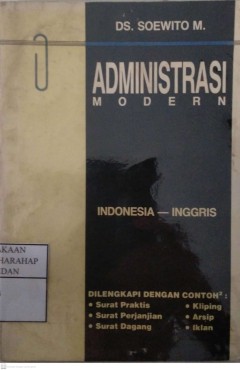 DS. SOEWITO M.
ADMINISTRASI
MODERN
INDONESIA — INGGRIS
AKAAN
HARAHAP
DAN
DILENGKAPI DENGAN CONTOH² :
• Surat Praktis
• Surat Perjanjian
• Surat Dagang
• Kliping
• Arsip
• Iklan